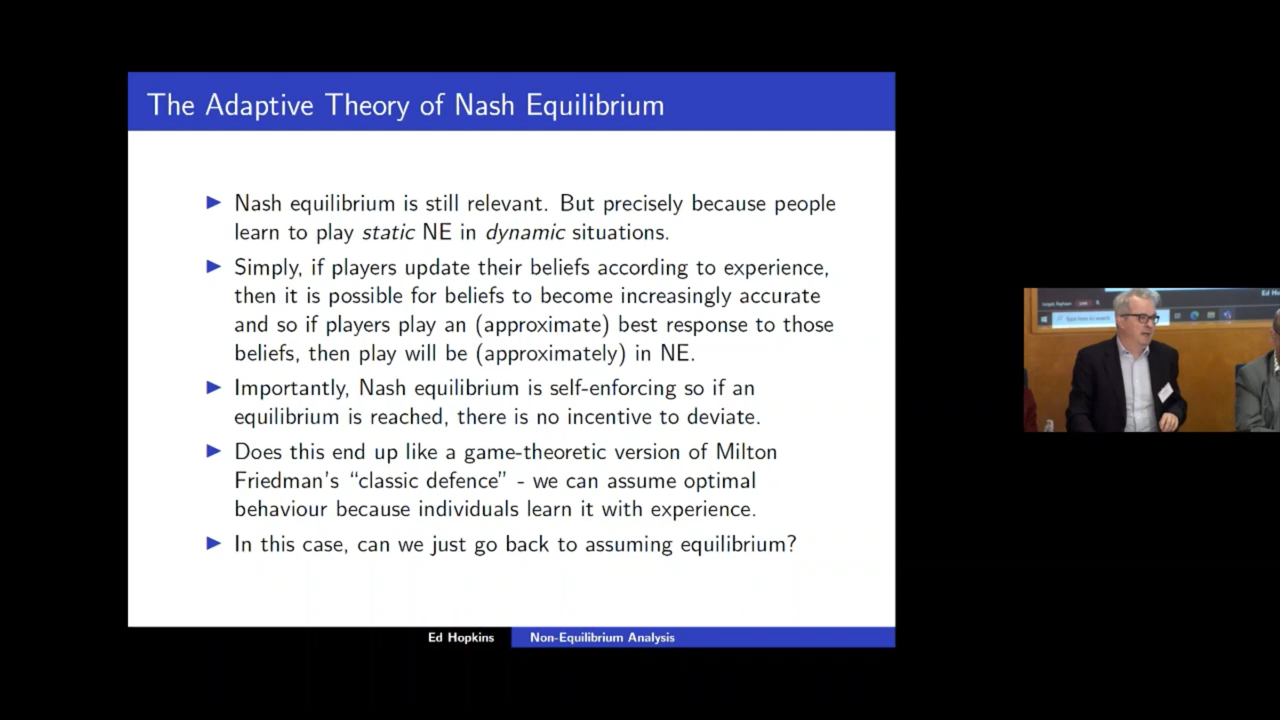 The Adaptive Theory of Nash Equilibrium
Nash equilibrium is still relevant. But precisely because people
learn to play static NE in dynamic situations.
Simply, if players update their beliefs according to experience,
then it is possible for beliefs to become increasingly accurate
and so if players play an (approximate) best response to those
beliefs, then play will be (approximately) in NE.
Importantly, Nash equilibrium is self-enforcing so if an
equilibrium is reached, there is no incentive to deviate.
Does this end up like a game-theoretic version of Milton
Friedman's “classic defence” - we can assume optimal
behaviour because individuals learn it with experience.
In this case, can we just go back to assuming equilibrium?
Ed Hopkins
Non-Equilibrium Analysis
Type here to search